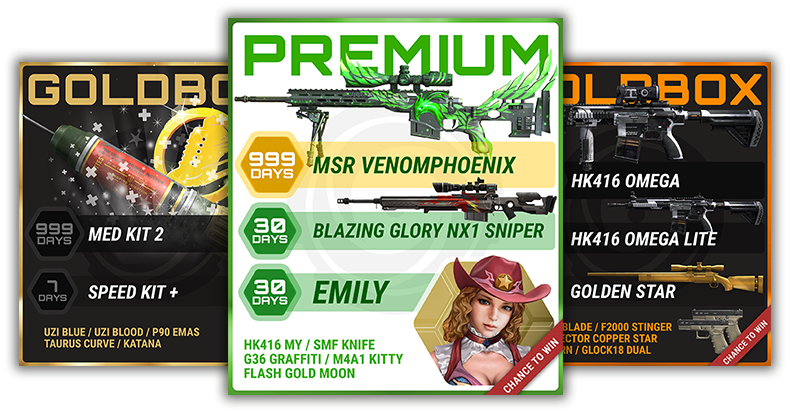 GOLDBO
999
DAYS
MED KIT 2
7
DAYS
SPEED KIT +
UZI BLUE / UZI BLOOD / P90 EMAS
TAURUS CURVE / KATANA
PREMIUM
999
DAYS
MSR VENOMPHOENIX
30
DAYS
BLAZING GLORY NX1 SNIPER
30
DAYS
EMILY
HK416 MY / SMF KNIFE
G36 GRAFFITI / M4A1 KITTY
FLASH GOLD MOON
CHANCE TO WIN
OLDBOX
HK416 OMEGA
HK416 OMEGA LITE
GOLDEN STAR
BLADE / F2000 STINGER
ECTOR COPPER STAR
RN / GLOCK18 DUAL
CHANCE TO WIN